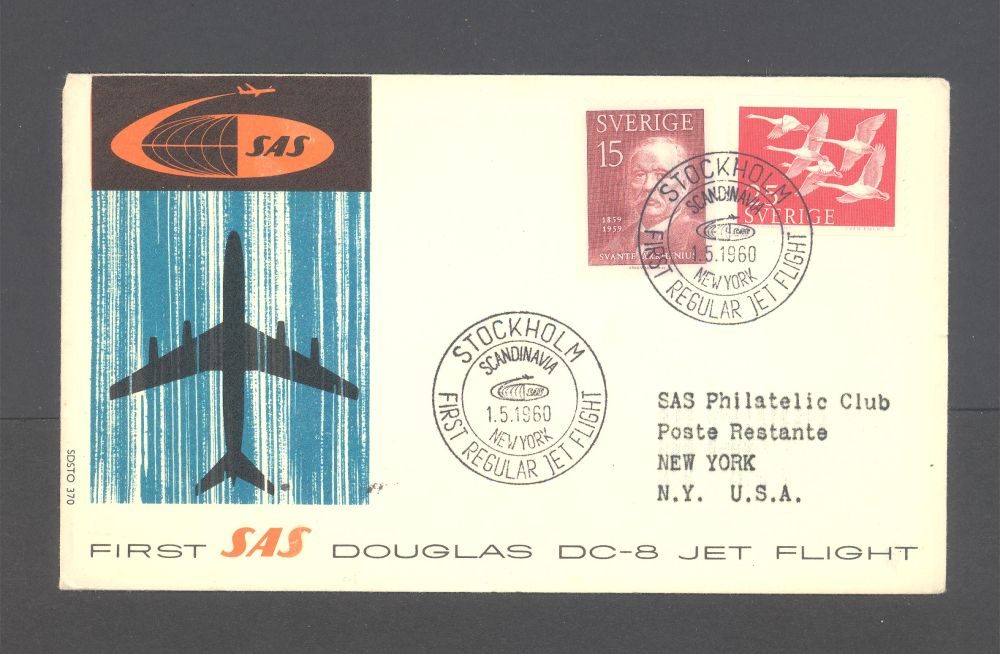 SAS
SDSTO 370
FIRST SAS DOUGLAS DC-8 JET FLIGHT
SVERIGE
15
1859
1959
SVANTE ARRHENIUS
25
SVERIGE
STOCKHOLM
SCANDINAVIA
1.5.1960
NEW YORK
FIRST REGULAR JET FLIGHT
STOCKHOLM
SCANDINAVIA
1.5.1960
NEW YORK
FIRST REGULAR JET FLIGHT
SAS Philatelic Club
Poste Restante
NEW YORK
N.Y. U.S.A.